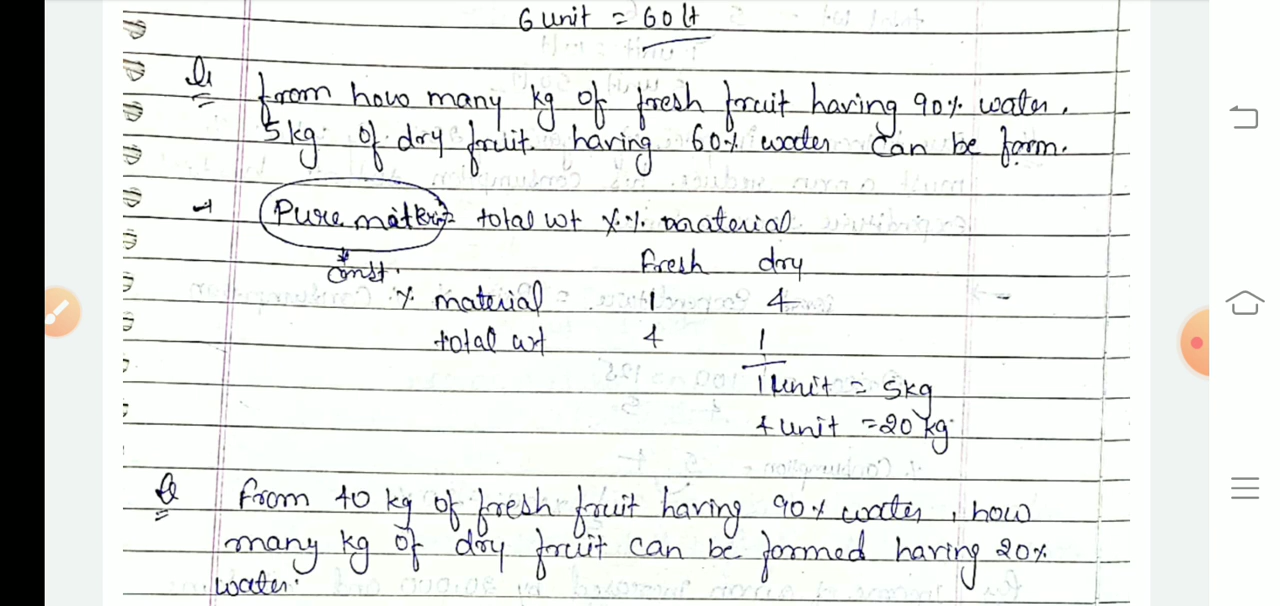 6 unit = 60 lt
Q.
from how many kg of fresh fruit having 90% water,
5 kg of dry fruit having 60% water can be form.
→ Pure material = total wt × % material
const.
fresh dry
% material 1 4
total wt 4 1
1 unit = 5kg
4 unit = 20 kg.
Q from 40 kg of fresh fruit having 90% water, how
many kg of dry fruit can be formed having 20%
water.